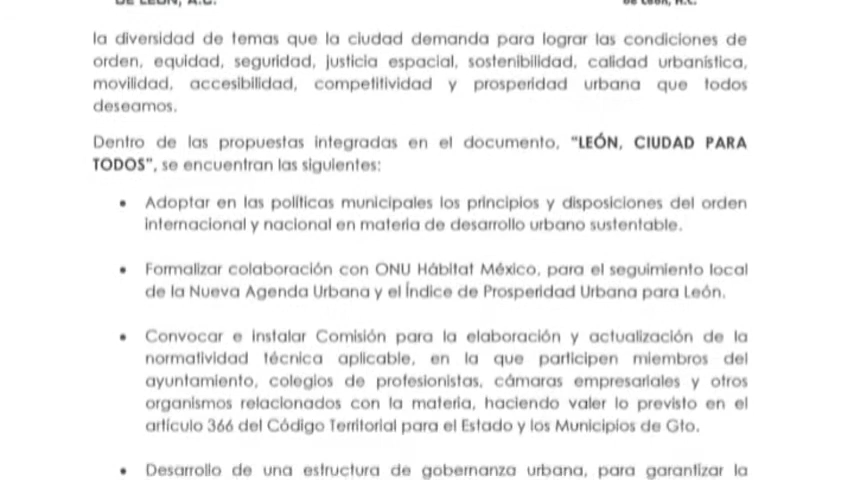 DE LEÓN, A.C.
de León, A.C.
la diversidad de temas que la ciudad demanda para lograr las condiciones de
orden, equidad, seguridad, justicia espacial, sostenibilidad, calidad urbanística,
movilidad, accesibilidad, competitividad y prosperidad urbana que todos
deseamos.
Dentro de las propuestas integradas en el documento, "LEÓN, CIUDAD PARA
TODOS", se encuentran las siguientes:
• Adoptar en las políticas municipales los principios y disposiciones del orden
internacional y nacional en materia de desarrollo urbano sustentable.
• Formalizar colaboración con ONU Hábitat México, para el seguimiento local
de la Nueva Agenda Urbana y el Índice de Prosperidad Urbana para León.
• Convocar e instalar Comisión para la elaboración y actualización de la
normatividad técnica aplicable, en la que participen miembros del
ayuntamiento, colegios de profesionistas, cámaras empresariales y otros
organismos relacionados con la materia, haciendo valer lo previsto en el
artículo 366 del Código Territorial para el Estado y los Municipios de Gto.
• Desarrollo de una estructura de gobernanza urbana, para garantizar la